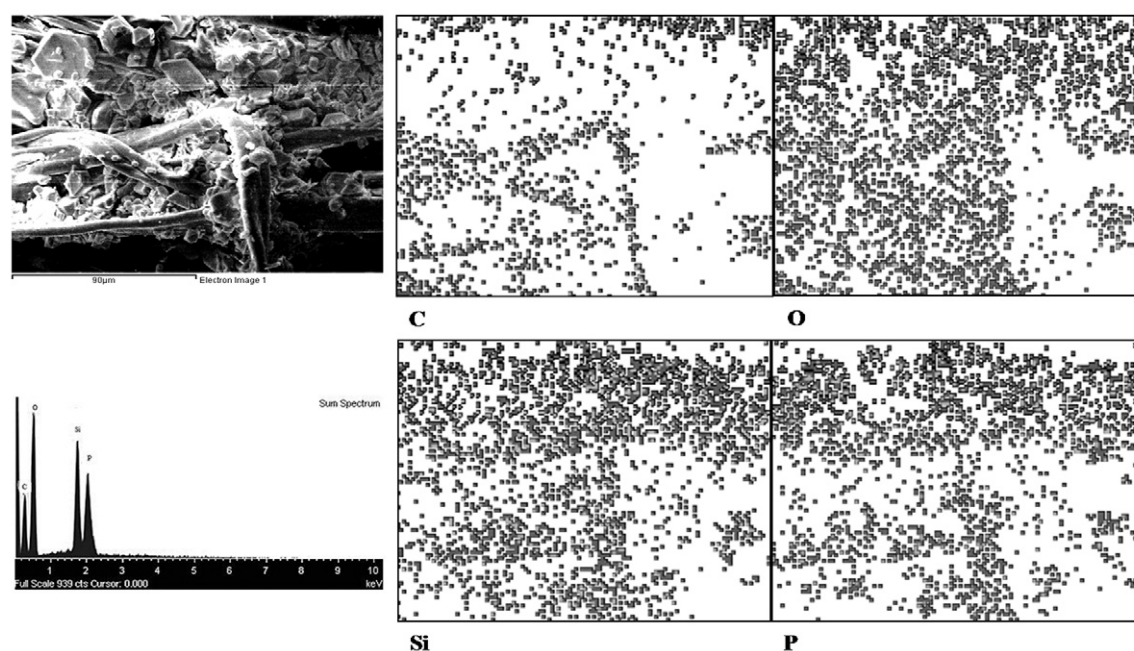 90µm
Electron Image 1
C
O
Sum Spectrum
O
Si
P
C
1 2 3 4 5 6 7 8 9 10
Full Scale 939 cts Cursor: 0.000
keV
Si
P